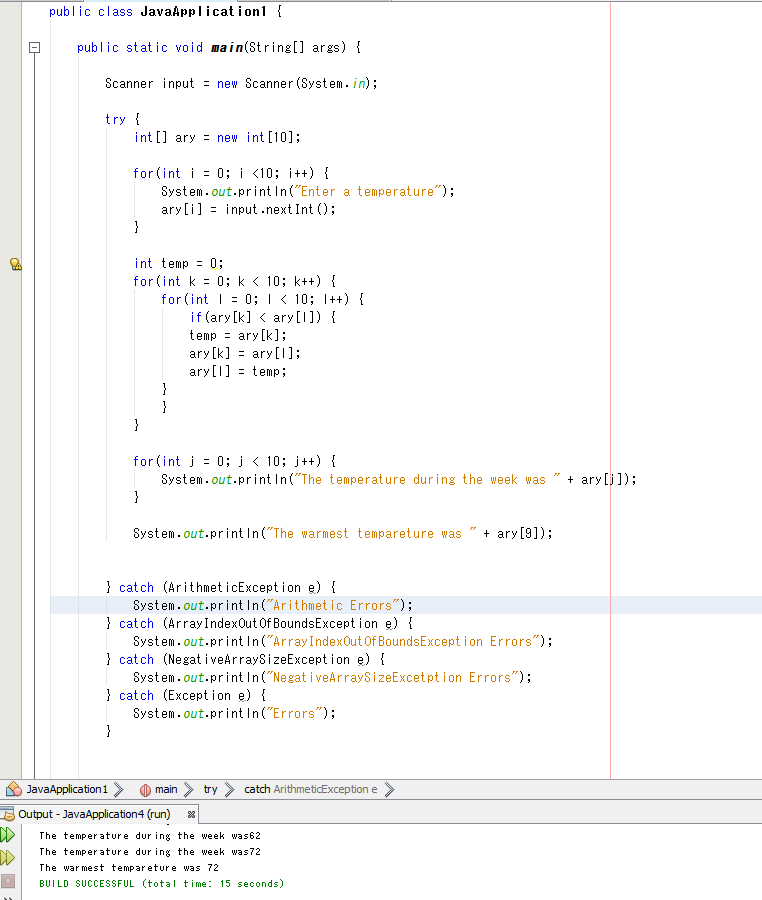 public class JavaApplication1 {
public static void main(String[] args) {
Scanner input = new Scanner(System.in);
try {
int[] ary = new int[10];
for(int i = 0; i <10; i++) {
System.out.println("Enter a temperature");
ary[i] = input.nextInt();
}
int temp = 0;
for(int k = 0; k < 10; k++) {
for(int l = 0; l < 10; l++) {
if(ary[k] < ary[l]) {
temp = ary[k];
ary[k] = ary[l];
ary[l] = temp;
}
}
}
for(int j = 0; j < 10; j++) {
System.out.println("The temperature during the week was " + ary[j]);
}
System.out.println("The warmest tempareture was " + ary[9]);
} catch (ArithmeticException e) {
System.out.println("Arithmetic Errors");
} catch (ArrayIndexOutOfBoundsException e) {
System.out.println("ArrayIndexOutOfBoundsException Errors");
} catch (NegativeArraySizeException e) {
System.out.println("NegativeArraySizeExcetption Errors");
} catch (Exception e) {
System.out.println("Errors");
}
JavaApplication1 main try catch ArithmeticException e
Output - JavaApplication4 (run)
The temperature during the week was62
The temperature during the week was72
The warmest tempareture was 72
BUILD SUCCESSFUL (total time: 15 seconds)